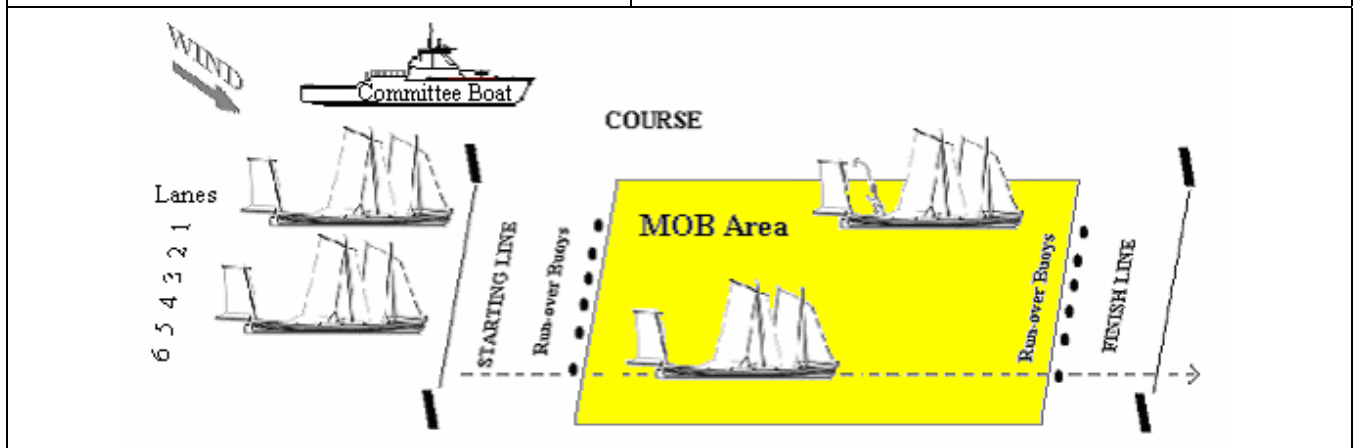 WIND
Committee Boat
COURSE
Lanes
1
2
3
4
5
6
STARTING LINE
Run-over Buoys
MOB Area
Run-over Buoys
FINISH LINE